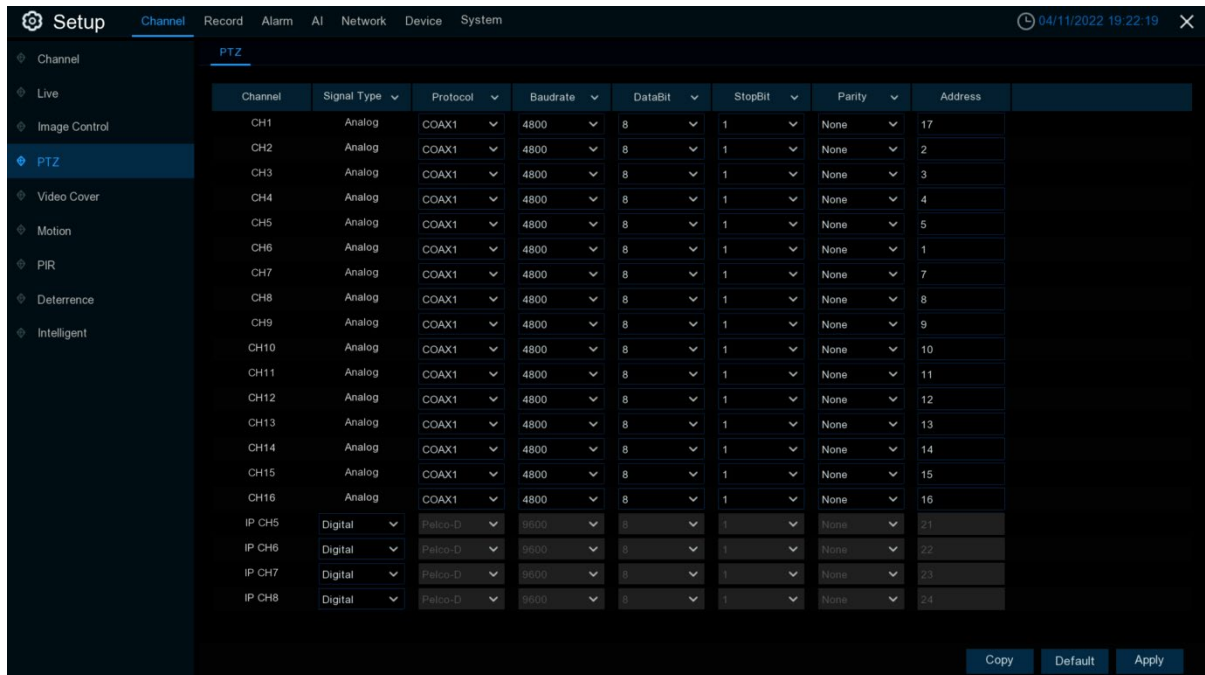 Setup Channel Record Alarm AI Network Device System 04/11/2022 19:22:19
PTZ
Channel
Live
Image Control
PTZ
Video Cover
Motion
PIR
Deterrence
Intelligent
Channel Signal Type Protocol Baudrate DataBit StopBit Parity Address
CH1 Analog COAX1 4800 8 1 None 17
CH2 Analog COAX1 4800 8 1 None 2
CH3 Analog COAX1 4800 8 1 None 3
CH4 Analog COAX1 4800 8 1 None 4
CH5 Analog COAX1 4800 8 1 None 5
CH6 Analog COAX1 4800 8 1 None 1
CH7 Analog COAX1 4800 8 1 None 7
CH8 Analog COAX1 4800 8 1 None 8
CH9 Analog COAX1 4800 8 1 None 9
CH10 Analog COAX1 4800 8 1 None 10
CH11 Analog COAX1 4800 8 1 None 11
CH12 Analog COAX1 4800 8 1 None 12
CH13 Analog COAX1 4800 8 1 None 13
CH14 Analog COAX1 4800 8 1 None 14
CH15 Analog COAX1 4800 8 1 None 15
CH16 Analog COAX1 4800 8 1 None 16
IP CH5 Digital Pelco-D 9600 8 1 None 21
IP CH6 Digital Pelco-D 9600 8 1 None 22
IP CH7 Digital Pelco-D 9600 8 1 None 23
IP CH8 Digital Pelco-D 9600 8 1 None 24
Copy Default Apply